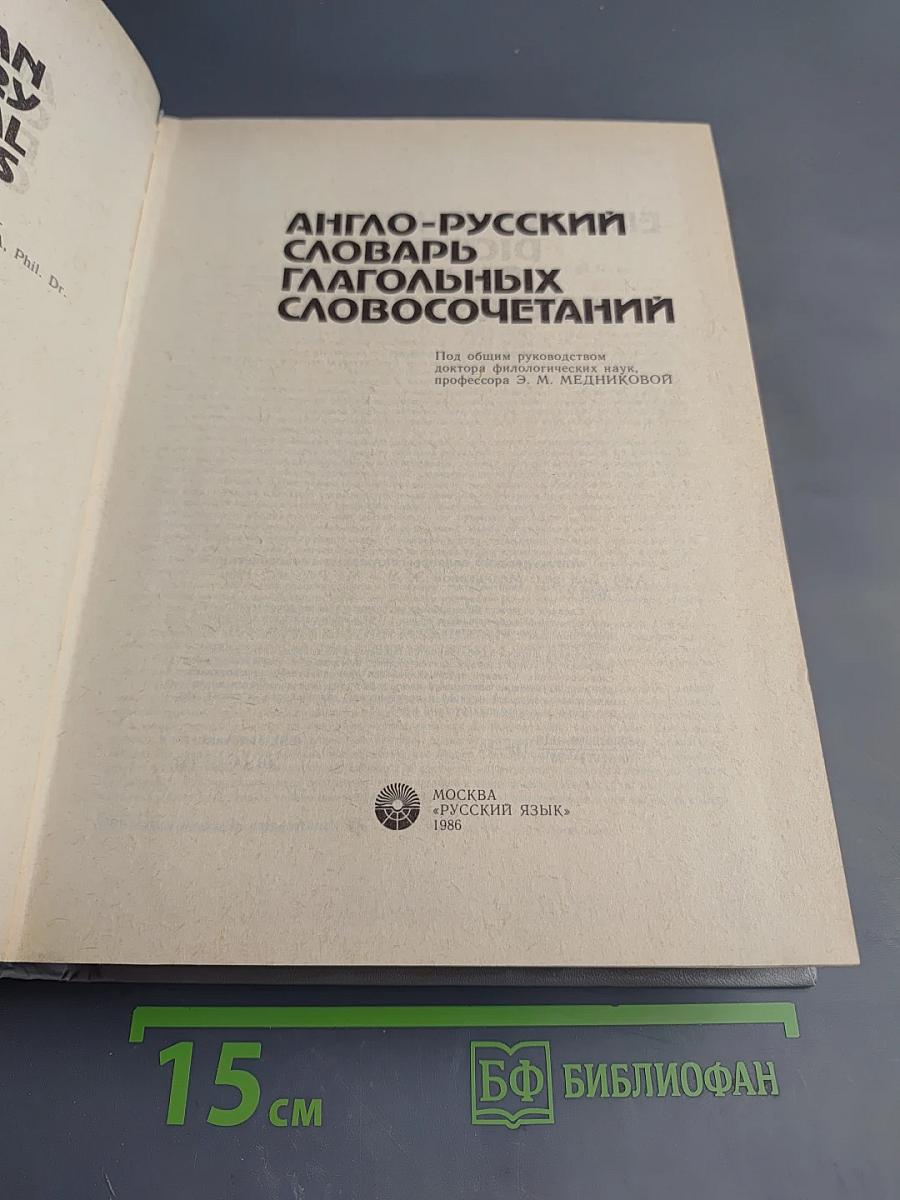 Phil. Dr.
АНГЛО-РУССКИЙ
СЛОВАРЬ
ГЛАГОЛЬНЫХ
СЛОВОСОЧЕТАНИЙ
Под общим руководством
доктора филологических наук,
профессора Э. М. МЕДНИКОВОЙ
МОСКВА
«РУССКИЙ ЯЗЫК»
1986
15 см
БФ БИБЛИОФАН